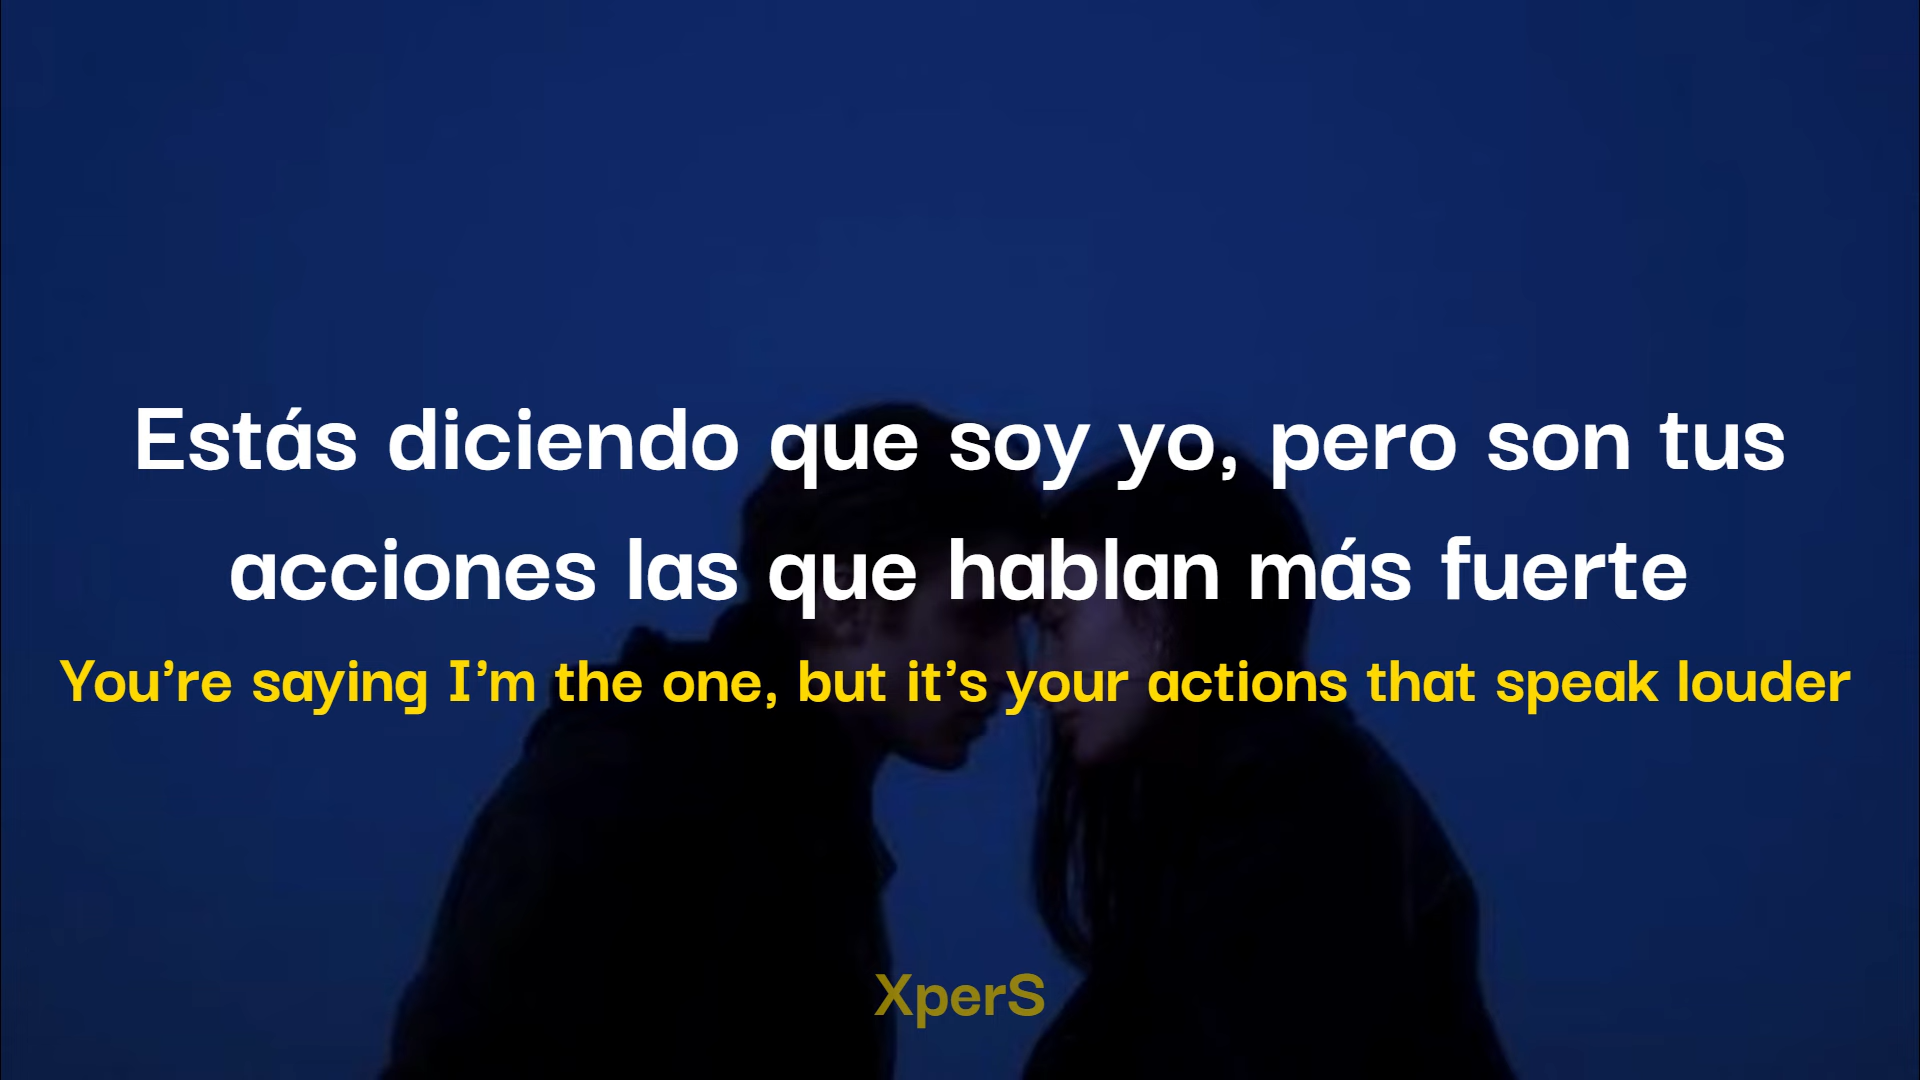 Estás diciendo que soy yo, pero son tus
acciones las que hablan más fuerte
You’re saying I’m the one, but it’s your actions that speak louder
XperS